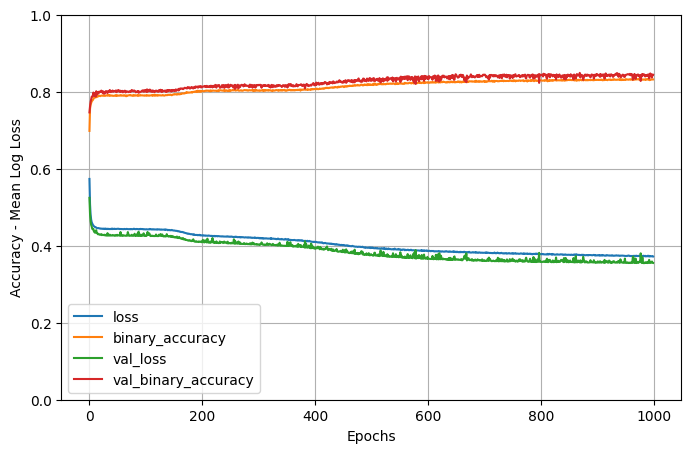 1.0
0.8
0.6
0.4
0.2
0.0
Accuracy - Mean Log Loss
loss
binary_accuracy
val_loss
val_binary_accuracy
0 200 400 600 800 1000
Epochs